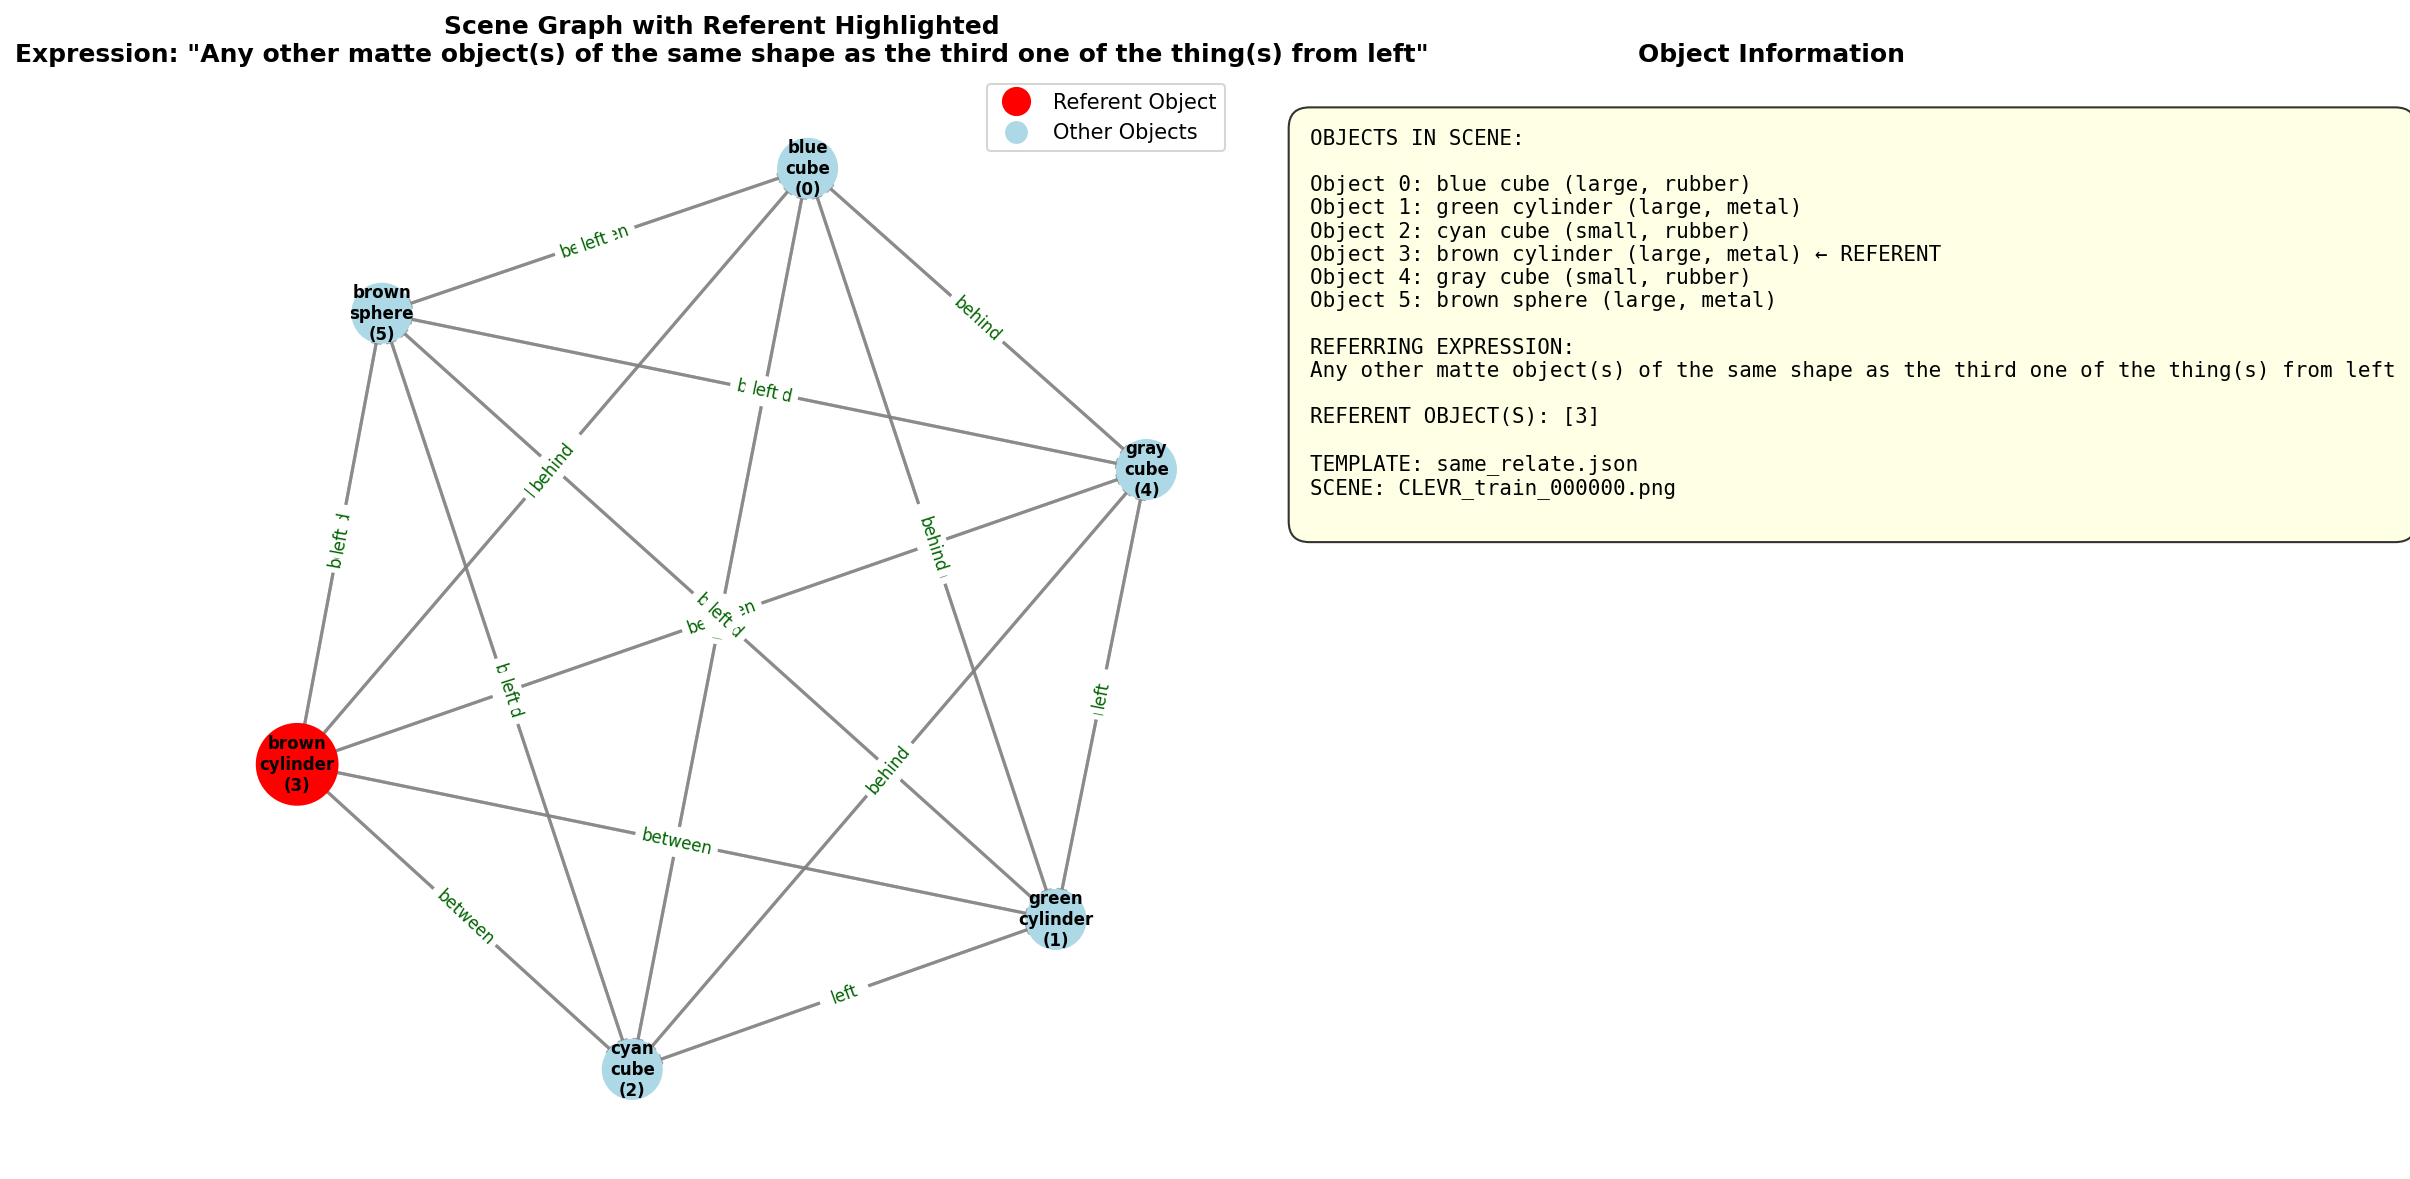 Scene Graph with Referent Highlighted
Expression: "Any other matte object(s) of the same shape as the third one of the thing(s) from left"
Object Information
Referent Object
Other Objects
blue
cube
(0)
left
brown
sphere
(5)
behind
left
gray
cube
(4)
behind
left
behind
left
left
left
brown
cylinder
(3)
behind
between
between
green
cylinder
(1)
left
cyan
cube
(2)
OBJECTS IN SCENE:
Object 0: blue cube (large, rubber)
Object 1: green cylinder (large, metal)
Object 2: cyan cube (small, rubber)
Object 3: brown cylinder (large, metal) ← REFERENT
Object 4: gray cube (small, rubber)
Object 5: brown sphere (large, metal)
REFERRING EXPRESSION:
Any other matte object(s) of the same shape as the third one of the thing(s) from left
REFERENT OBJECT(S): [3]
TEMPLATE: same_relate.json
SCENE: CLEVR_train_000000.png